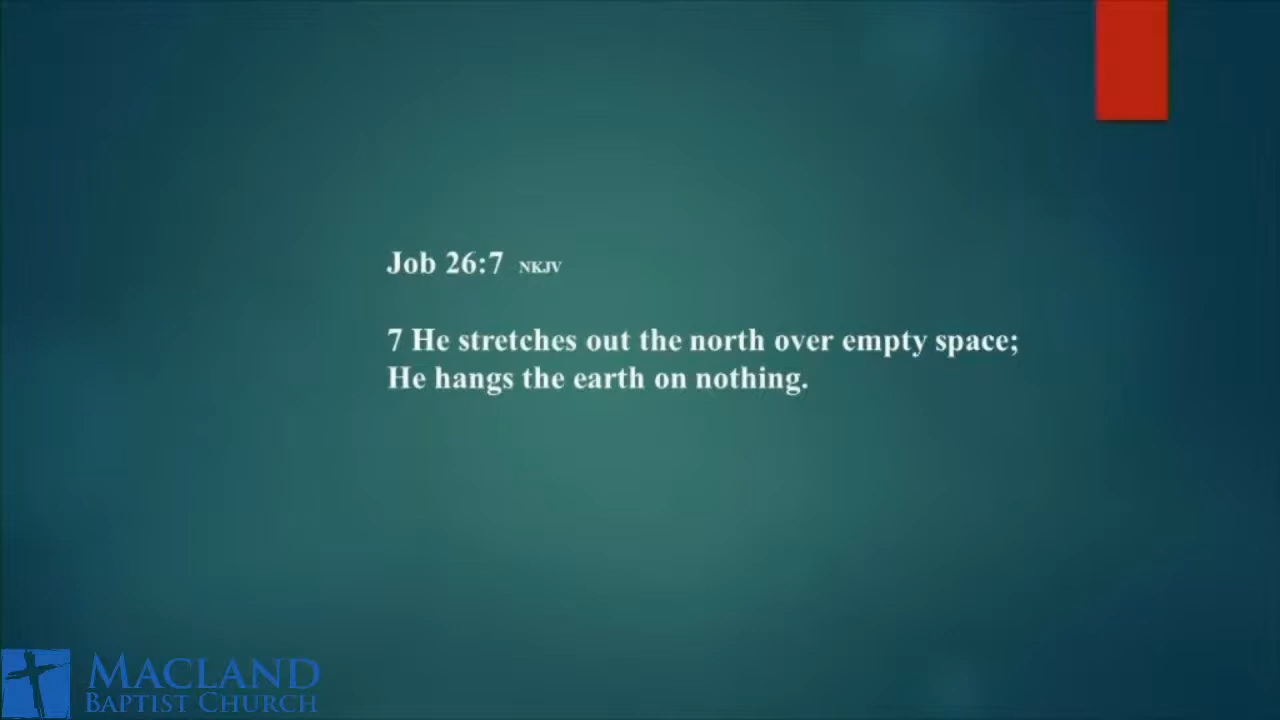 Job 26:7 NKJV
7 He stretches out the north over empty space;
He hangs the earth on nothing.
MACLAND
BAPTIST CHURCH